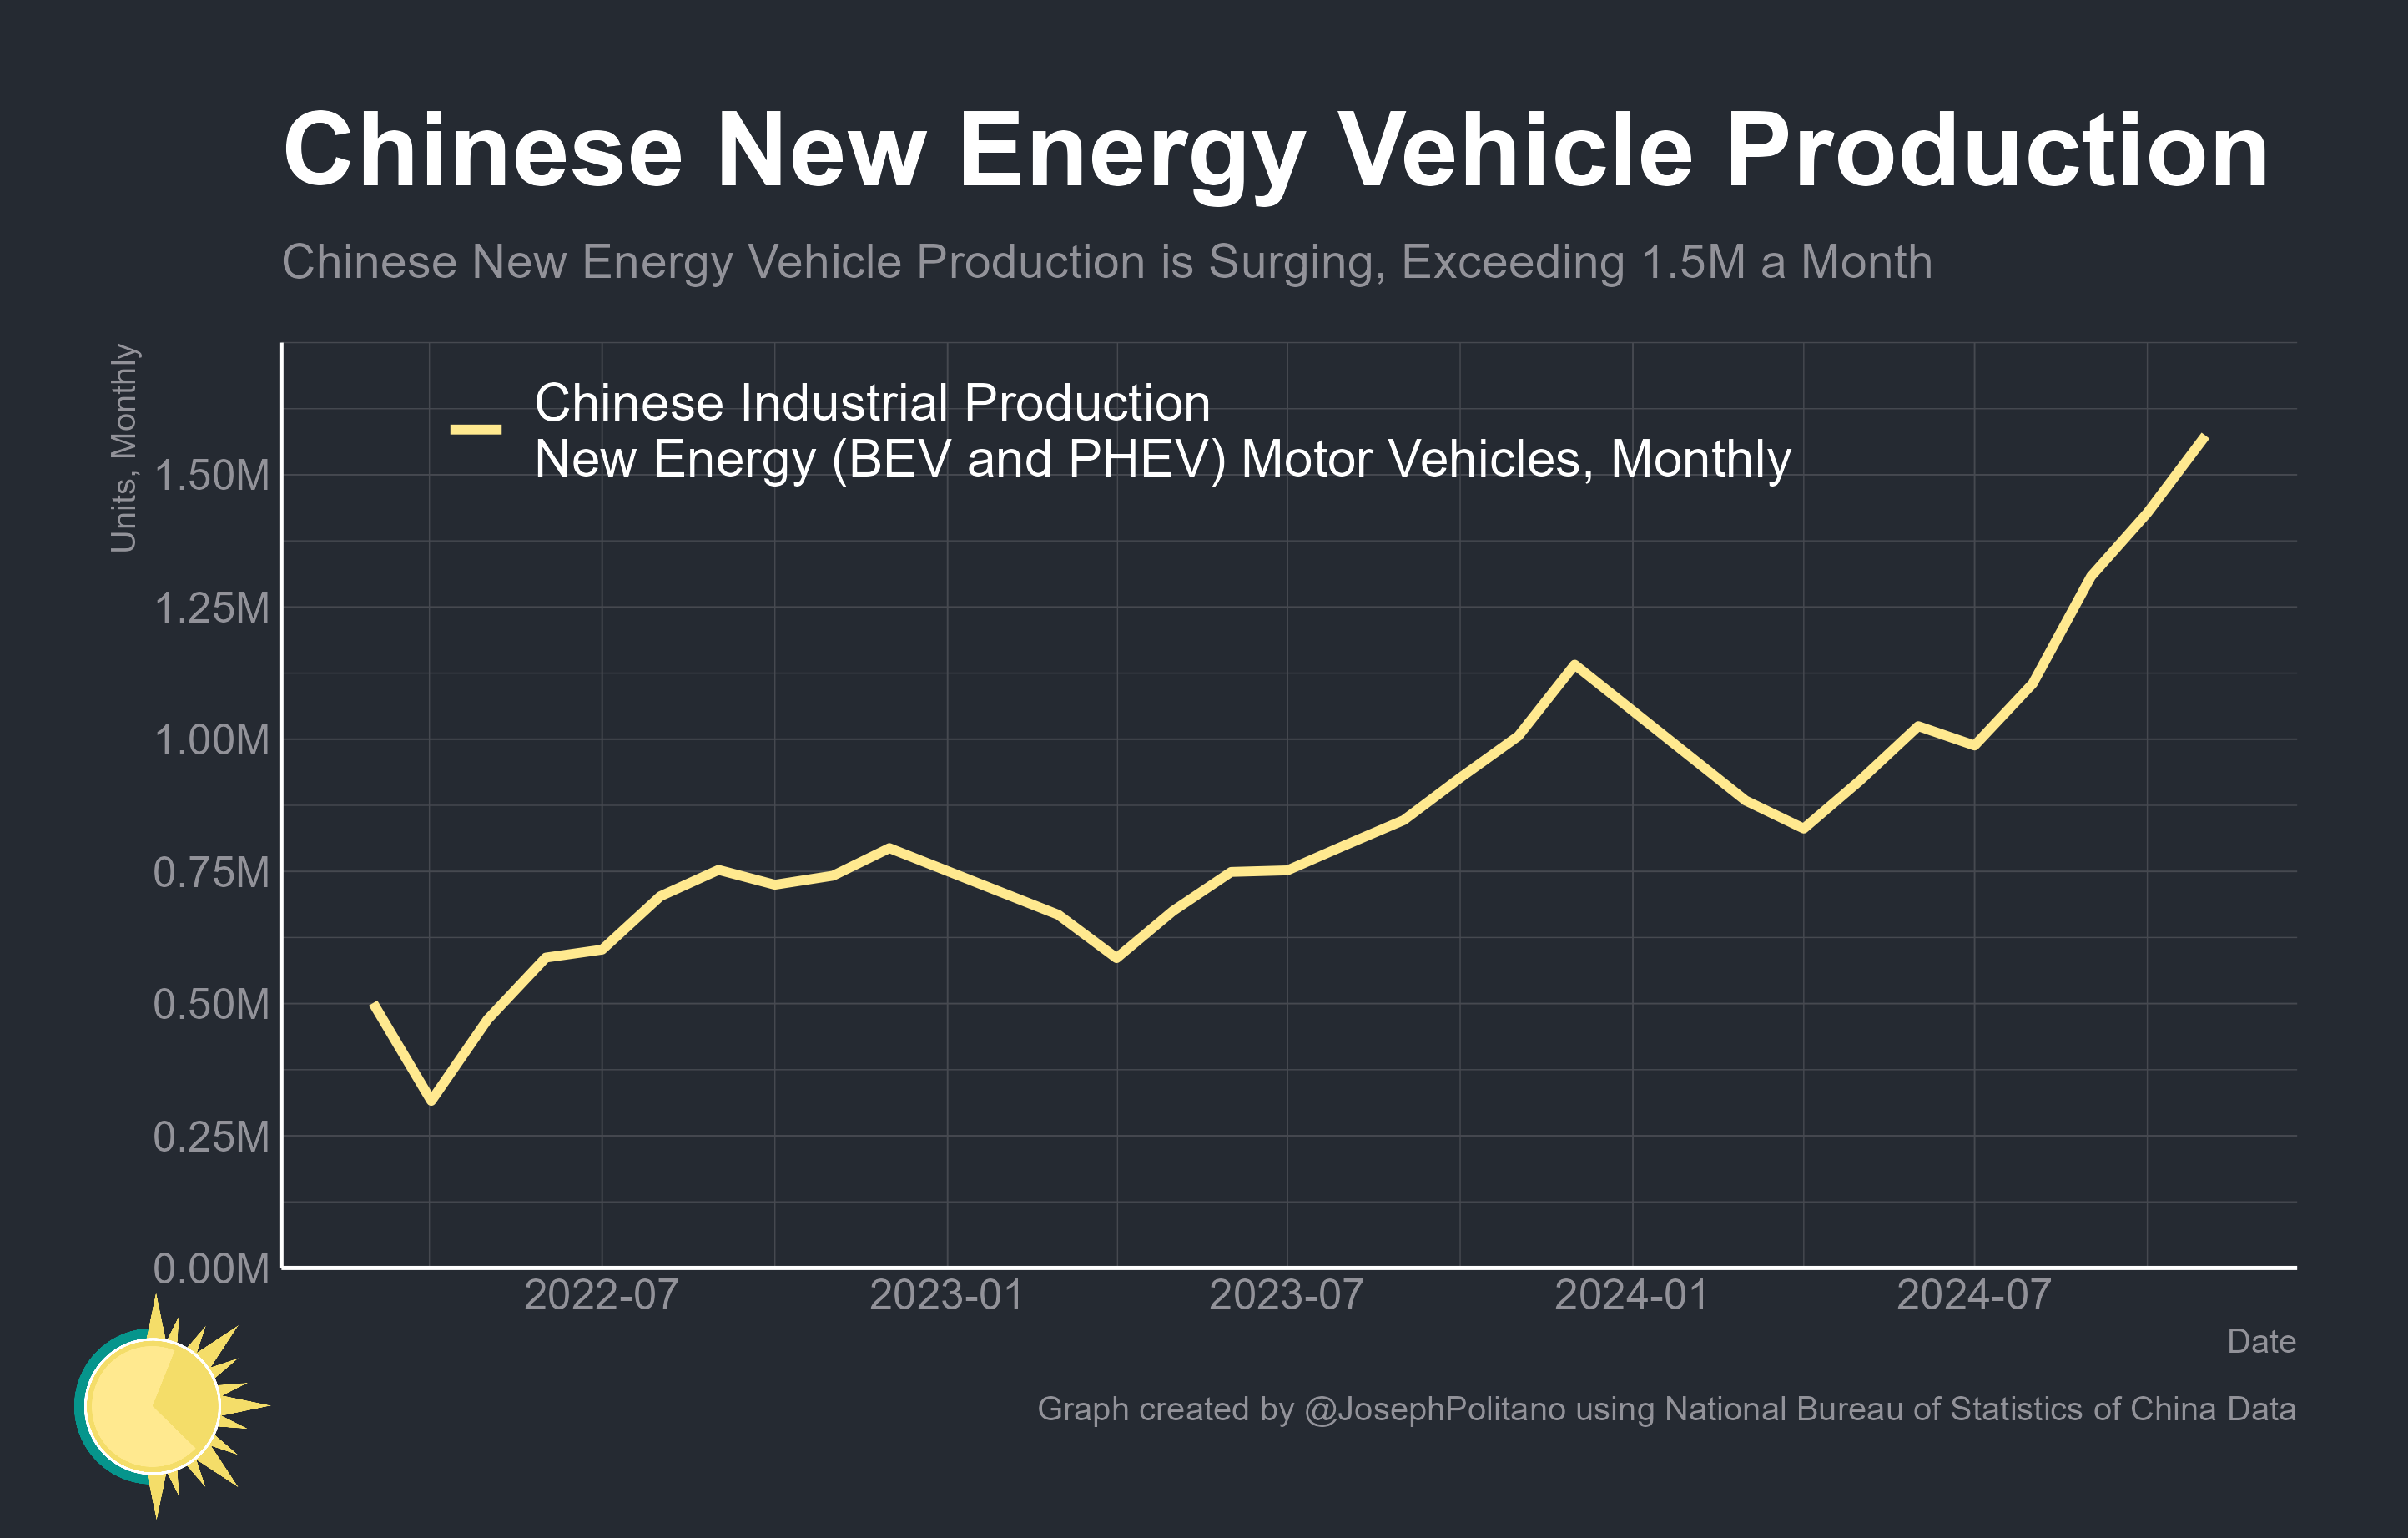 Chinese New Energy Vehicle Production
Chinese New Energy Vehicle Production is Surging, Exceeding 1.5M a Month
Units, Monthly
Chinese Industrial Production
New Energy (BEV and PHEV) Motor Vehicles, Monthly
1.50M
1.25M
1.00M
0.75M
0.50M
0.25M
0.00M
2022-07
2023-01
2023-07
2024-01
2024-07
Date
Graph created by @JosephPolitano using National Bureau of Statistics of China Data